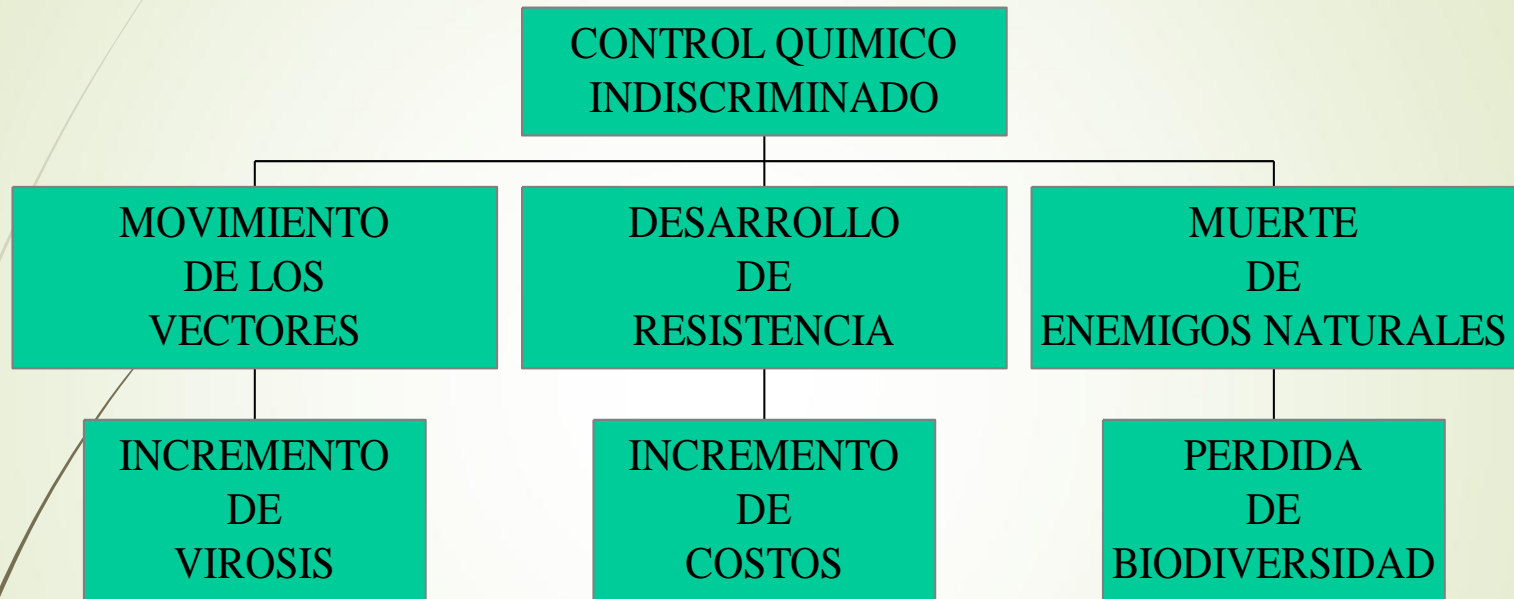 CONTROL QUIMICO
INDISCRIMINADO
MOVIMIENTO
DE LOS
VECTORES
DESARROLLO
DE
RESISTENCIA
MUERTE
DE
ENEMIGOS NATURALES
INCREMENTO
DE
VIROSIS
INCREMENTO
DE
COSTOS
PERDIDA
DE
BIODIVERSIDAD